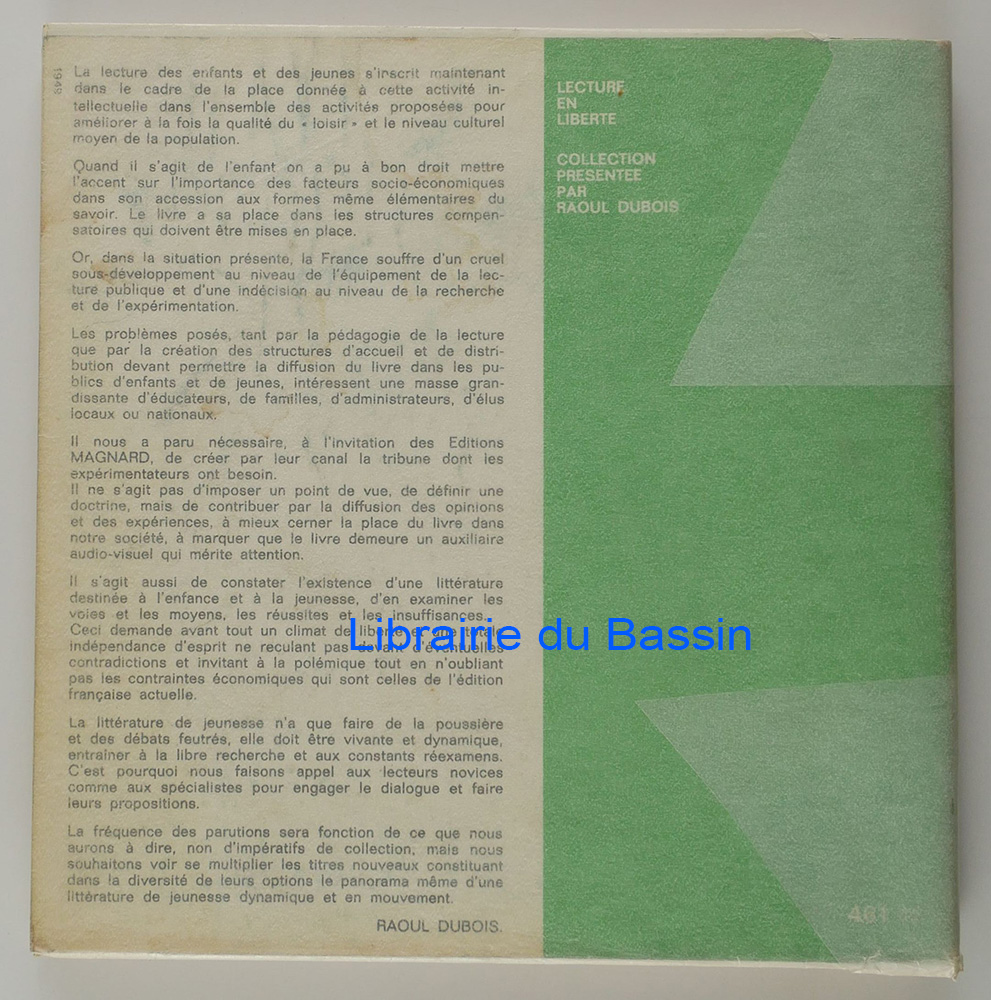 1949
La lecture des enfants et des jeunes s'inscrit maintenant
dans le cadre de la place donnée à cette activité in-
tellectuelle dans l'ensemble des activités proposées pour
améliorer à la fois la qualité du « loisir » et le niveau culturel
moyen de la population.
Quand il s'agit de l'enfant on a pu à bon droit mettre
l'accent sur l'importance des facteurs socio-économiques
dans son accession aux formes même élémentaires du
savoir. Le livre a sa place dans les structures compen-
satoires qui doivent être mises en place.
Or, dans la situation présente, la France souffre d'un cruel
sous-développement au niveau de l'équipement de la lec-
ture publique et d'une indécision au niveau de la recherche
et de l'expérimentation.
Les problèmes posés, tant par la pédagogie de la lecture
que par la création des structures d'accueil et de distri-
bution devant permettre la diffusion du livre dans les pu-
blics d'enfants et de jeunes, intéressent une masse gran-
dissante d'éducateurs, de familles, d'administrateurs, d'élus
locaux ou nationaux.
Il nous a paru nécessaire, à l'invitation des Editions
MAGNARD, de créer par leur canal la tribune dont les
expérimentateurs ont besoin.
Il ne s'agit pas d'imposer un point de vue, de définir une
doctrine, mais de contribuer par la diffusion des opinions
et des expériences, à mieux cerner la place du livre dans
notre société, à marquer que le livre demeure un auxiliaire
audio-visuel qui mérite attention.
Il s'agit aussi de constater l'existence d'une littérature
destinée à l'enfance et à la jeunesse, d'en examiner les
voies et les moyens, les réussites et les insuffisances.
Ceci demande avant tout un climat de liberté et une totale
indépendance d'esprit ne reculant pas devant d'éventuelles
contradictions et invitant à la polémique tout en n'oubliant
pas les contraintes économiques qui sont celles de l'édition
française actuelle.
La littérature de jeunesse n'a que faire de la poussière
et des débats feutrés, elle doit être vivante et dynamique,
entraîner à la libre recherche et aux constants réexamens.
C'est pourquoi nous faisons appel aux lecteurs novices
comme aux spécialistes pour engager le dialogue et faire
leurs propositions.
La fréquence des parutions sera fonction de ce que nous
aurons à dire, non d'impératifs de collection, mais nous
souhaitons voir se multiplier les titres nouveaux constituant
dans la diversité de leurs options le panorama même d'une
littérature de jeunesse dynamique et en mouvement.
RAOUL DUBOIS.
LECTURE
EN
LIBERTE
COLLECTION
PRESENTEE
PAR
RAOUL DUBOIS
Librairie du Bassin